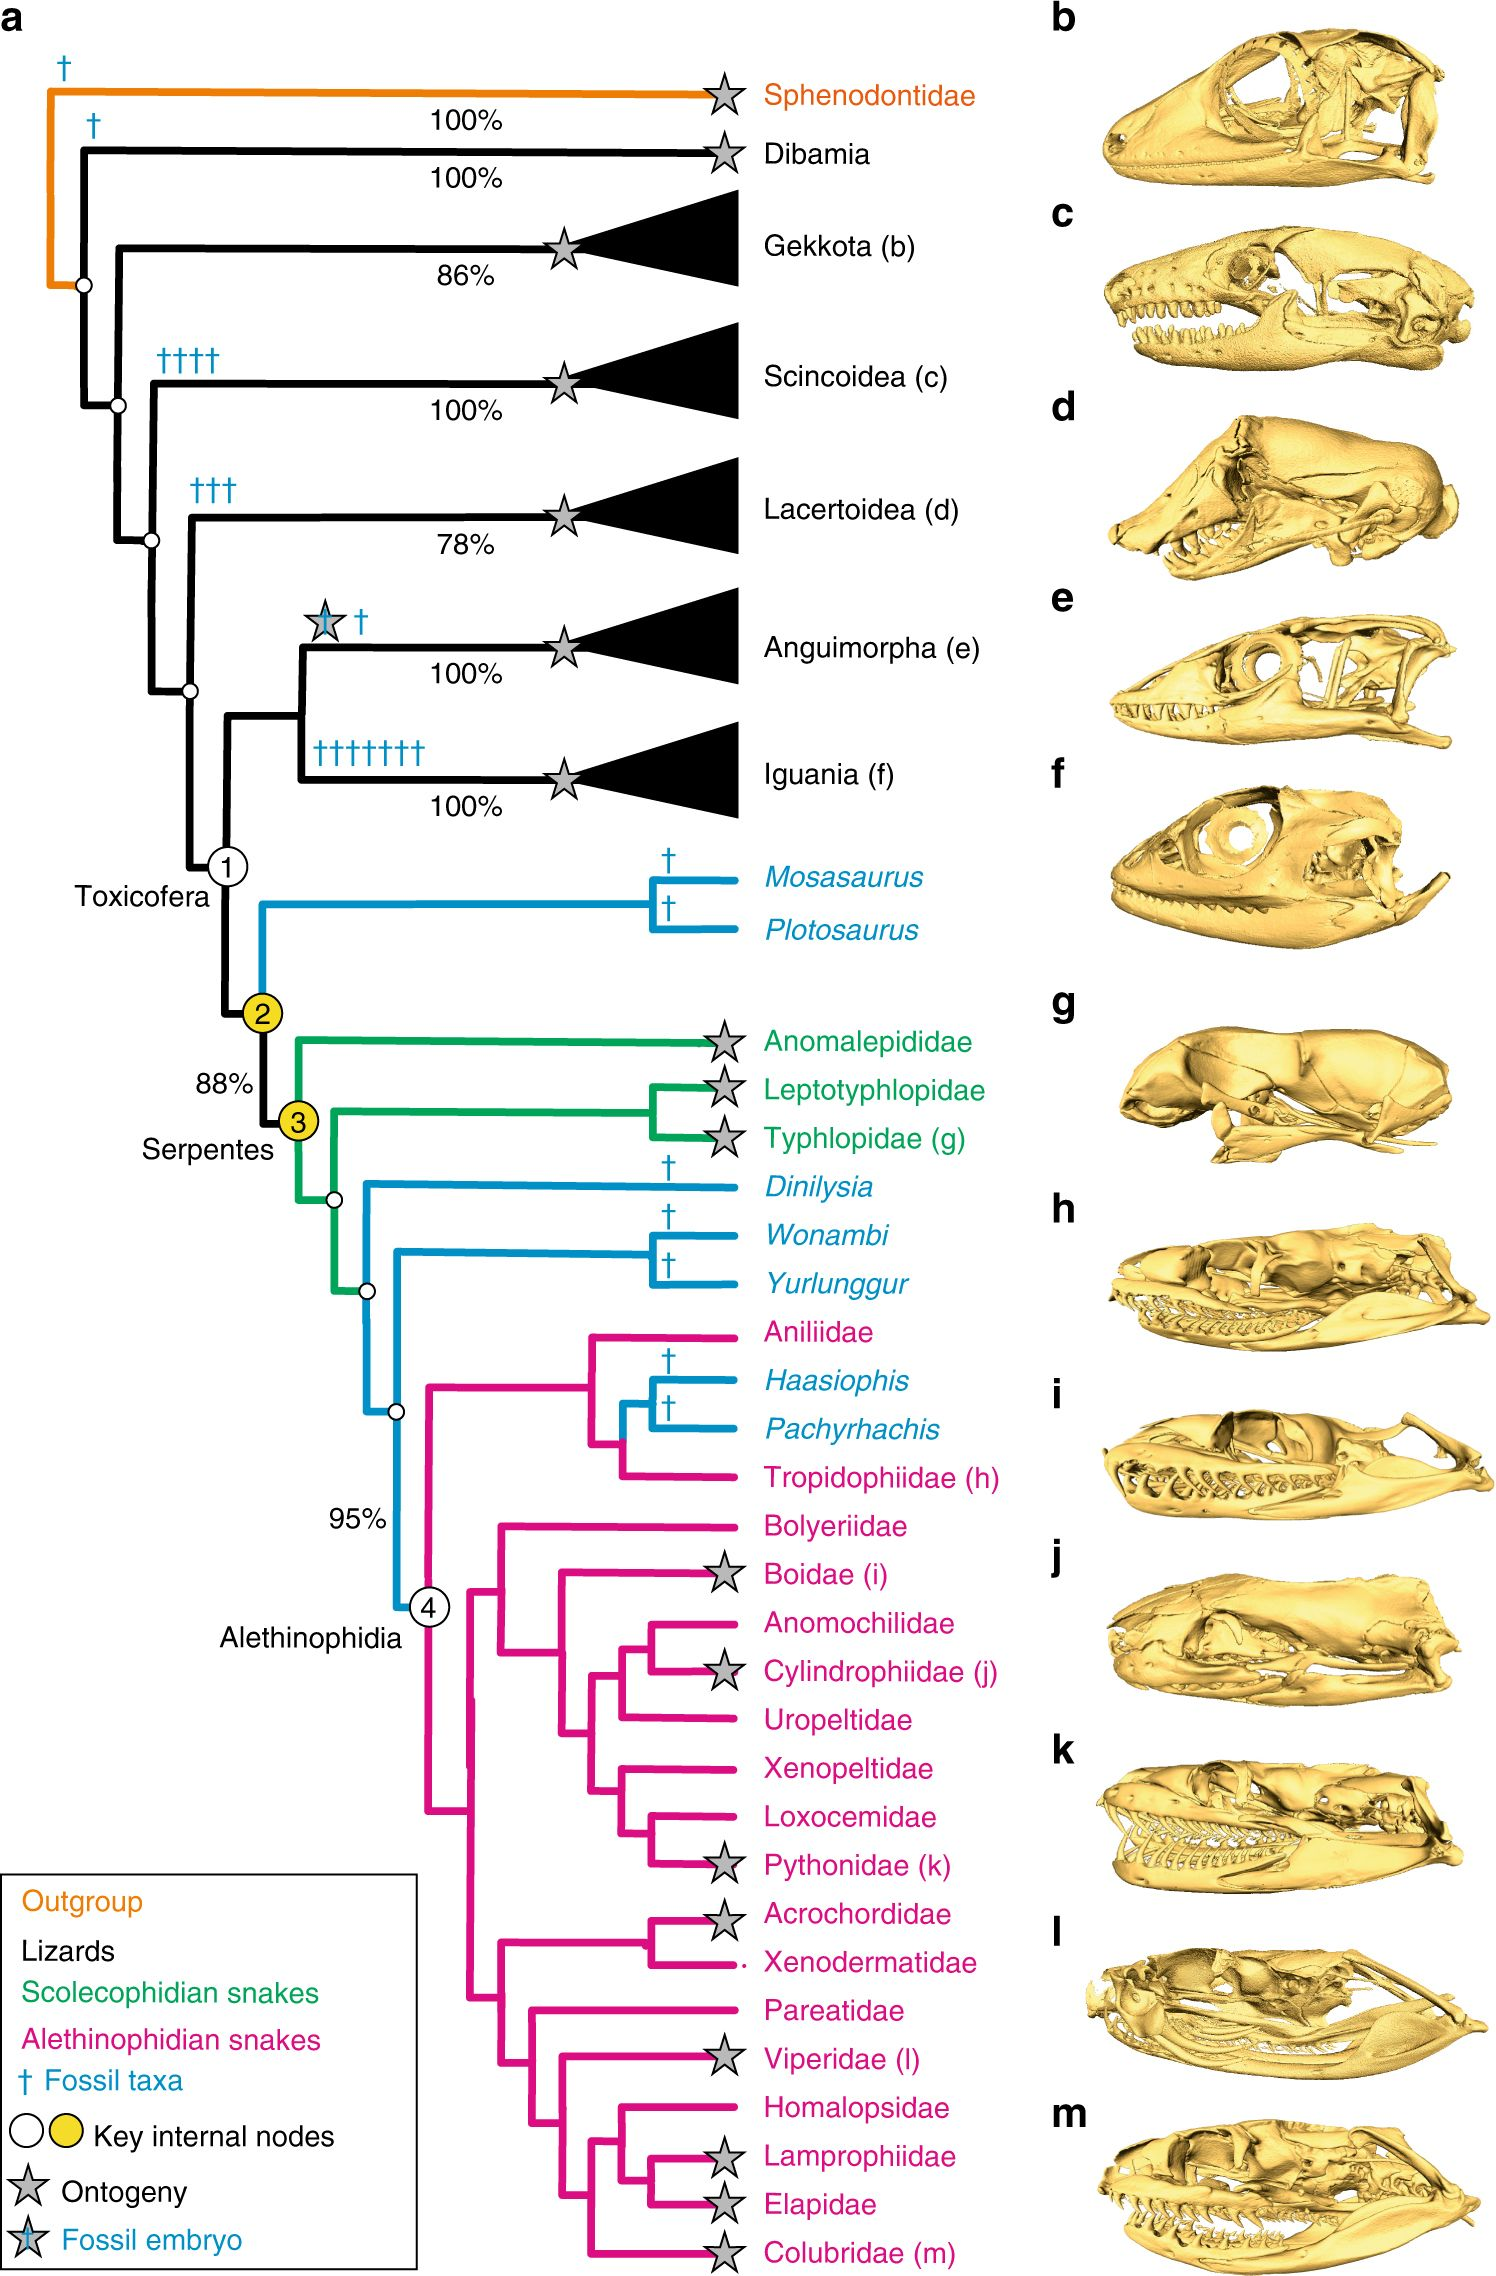 a
†
Sphenodontidae
100%
†
Dibamia
100%
Gekkota (b)
86%
††††
Scincoidea (c)
100%
†††
Lacertoidea (d)
78%
† †
Anguimorpha (e)
100%
†††††††
Iguania (f)
100%
1
Toxicofera
†
Mosasaurus
†
Plotosaurus
2
88%
3
Serpentes
Anomalepididae
Leptotyphlopidae
Typhlopidae (g)
†
Dinilysia
†
Wonambi
†
Yurlunggur
Aniliidae
†
Haasiophis
†
Pachyrhachis
Tropidophiidae (h)
95%
4
Alethinophidia
Bolyeriidae
Boidae (i)
Anomochilidae
Cylindrophiidae (j)
Uropeltidae
Xenopeltidae
Loxocemidae
Pythonidae (k)
Acrochordidae
Xenodermatidae
Pareatidae
Viperidae (l)
Homalopsidae
Lamprophiidae
Elapidae
Colubridae (m)
Outgroup
Lizards
Scolecophidian snakes
Alethinophidian snakes
† Fossil taxa
Key internal nodes
Ontogeny
† Fossil embryo
b
c
d
e
f
g
h
i
j
k
l
m